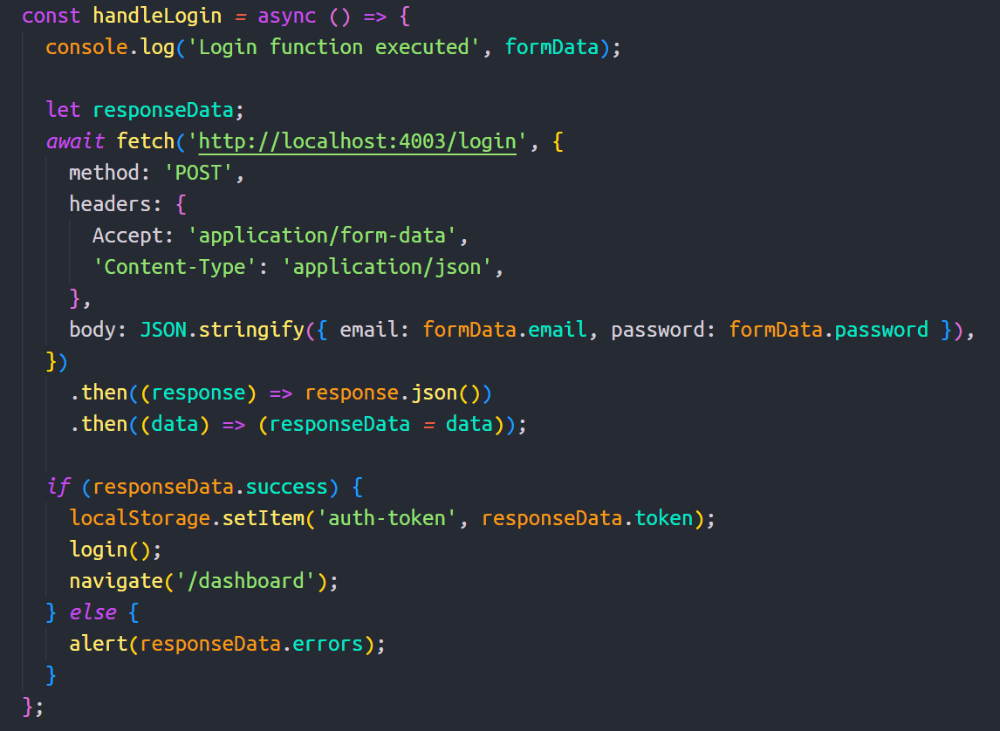 const handleLogin = async () => {
  console.log('Login function executed', formData);

  let responseData;
  await fetch('http://localhost:4003/login', {
    method: 'POST',
    headers: {
      Accept: 'application/form-data',
      'Content-Type': 'application/json',
    },
    body: JSON.stringify({ email: formData.email, password: formData.password }),
  })
    .then((response) => response.json())
    .then((data) => (responseData = data));

  if (responseData.success) {
    localStorage.setItem('auth-token', responseData.token);
    login();
    navigate('/dashboard');
  } else {
    alert(responseData.errors);
  }
};